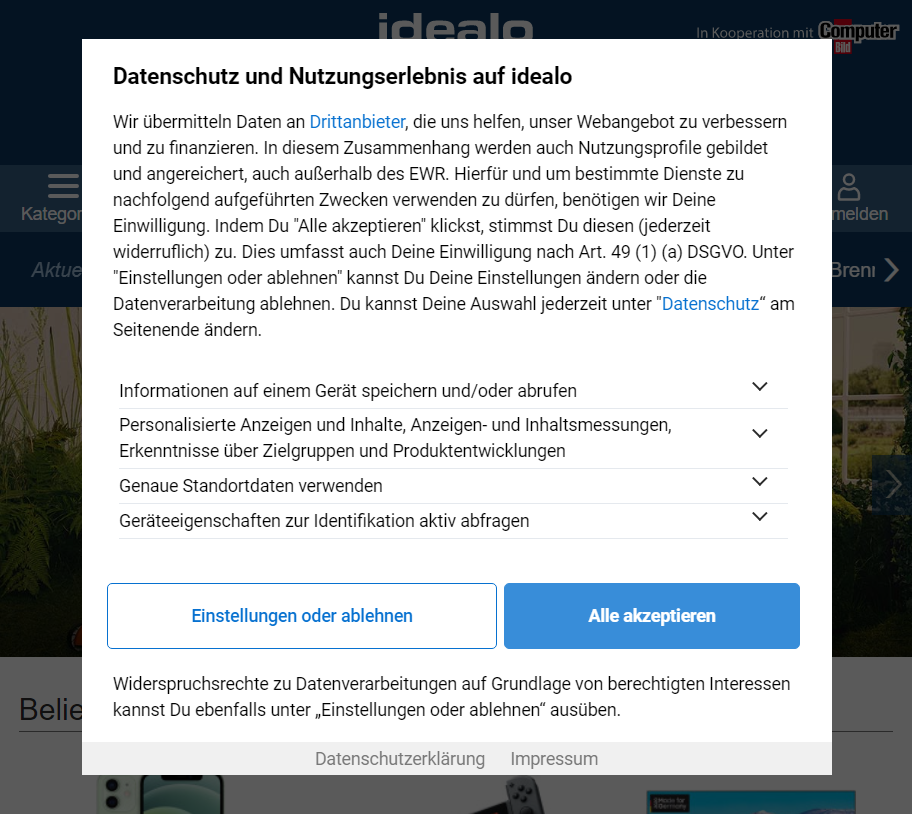 idealo
In Kooperation mit Computer
Bild
Datenschutz und Nutzungserlebnis auf idealo
Wir übermitteln Daten an Drittanbieter, die uns helfen, unser Webangebot zu verbessern
und zu finanzieren. In diesem Zusammenhang werden auch Nutzungsprofile gebildet
und angereichert, auch außerhalb des EWR. Hierfür und um bestimmte Dienste zu
nachfolgend aufgeführten Zwecken verwenden zu dürfen, benötigen wir Deine
Einwilligung. Indem Du "Alle akzeptieren" klickst, stimmst Du diesen (jederzeit
widerruflich) zu. Dies umfasst auch Deine Einwilligung nach Art. 49 (1) (a) DSGVO. Unter
"Einstellungen oder ablehnen" kannst Du Deine Einstellungen ändern oder die
Datenverarbeitung ablehnen. Du kannst Deine Auswahl jederzeit unter "Datenschutz“ am
Seitenende ändern.
Kategor
melden
Aktue
Brenn
Informationen auf einem Gerät speichern und/oder abrufen
Personalisierte Anzeigen und Inhalte, Anzeigen- und Inhaltsmessungen,
Erkenntnisse über Zielgruppen und Produktentwicklungen
Genaue Standortdaten verwenden
Geräteeigenschaften zur Identifikation aktiv abfragen
Einstellungen oder ablehnen
Alle akzeptieren
Widerspruchsrechte zu Datenverarbeitungen auf Grundlage von berechtigten Interessen
kannst Du ebenfalls unter „Einstellungen oder ablehnen“ ausüben.
Belie
Datenschutzerklärung
Impressum
Made for
Germany